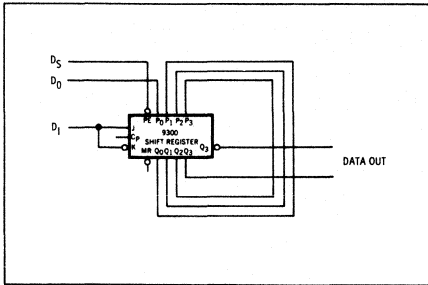 DS
D0
D1
PE P0 P1 P2 P3
J
9300
CP
SHIFT REGISTER
K
MR Q0 Q1 Q2 Q3
Q3
DATA OUT